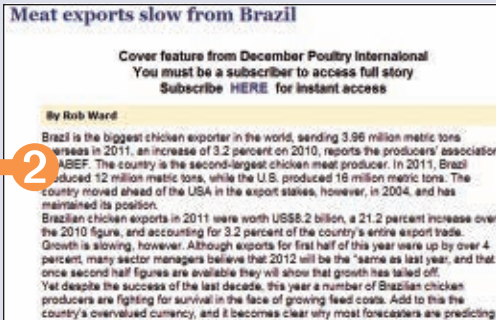 Meat exports slow from Brazil
Cover feature from December Poultry Internaional
You must be a subscriber to access full story
Subscribe HERE for instant access
By Rob Ward
Brazil is the biggest chicken exporter in the world, sending 3.96 million metric tons
overseas in 2011, an increase of 3.2 percent on 2010, reports the producers' association
ABEF. The country is the second-largest chicken meat producer. In 2011, Brazil
2
produced 12 million metric tons, while the U.S. produced 16 million metric tons. The
country moved ahead of the USA in the export stakes, however, in 2004, and has
maintained its position.
Brazilian chicken exports in 2011 were worth US$8.2 billion, a 21.2 percent increase over
the 2010 figure, and accounting for 3.2 percent of the country's entire export trade.
Growth is slowing, however. Although exports for first half of this year were up by over 4
percent, many sector managers believe that 2012 will be the "same as last year, and that
once second half figures are available they will show that growth has tailed off.
Yet despite the success of the last decade, this year a number of Brazilian chicken
producers are fighting for survival in the face of growing feed costs. Add to this the
country's overvalued currency, and it becomes clear why most forecasters are predicting